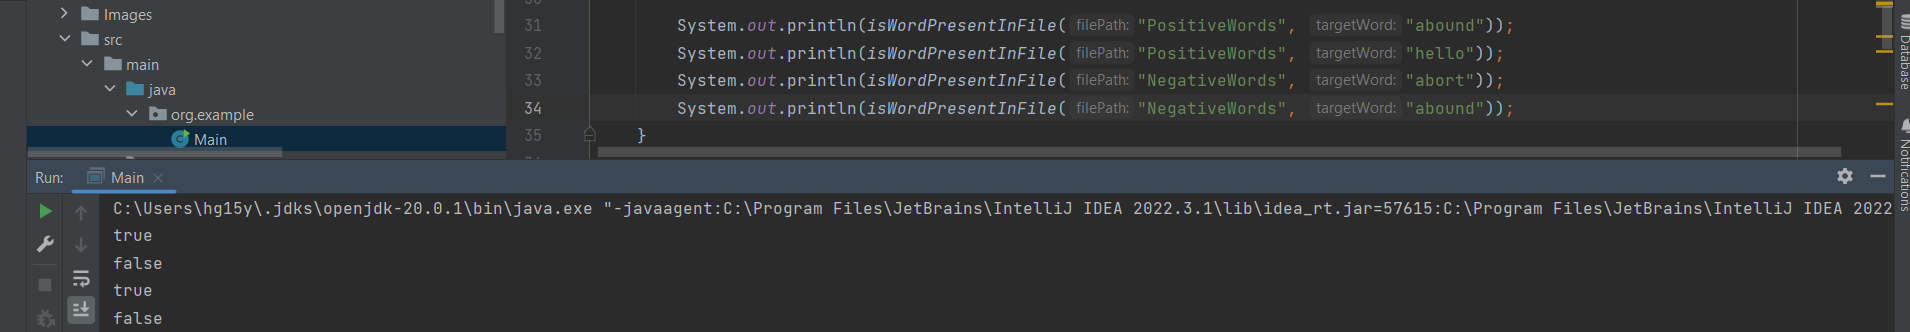 Images
src
main
java
org.example
Main
31 System.out.println(isWordPresentInFile( filePath: "PositiveWords", targetWord: "abound"));
32 System.out.println(isWordPresentInFile( filePath: "PositiveWords", targetWord: "hello"));
33 System.out.println(isWordPresentInFile( filePath: "NegativeWords", targetWord: "abort"));
34 System.out.println(isWordPresentInFile( filePath: "NegativeWords", targetWord: "abound"));
35 }
Database
Notifications
Run: Main
C:\Users\hg15y\.jdks\openjdk-20.0.1\bin\java.exe "-javaagent:C:\Program Files\JetBrains\IntelliJ IDEA 2022.3.1\lib\idea_rt.jar=57615:C:\Program Files\JetBrains\IntelliJ IDEA 2022
true
false
true
false